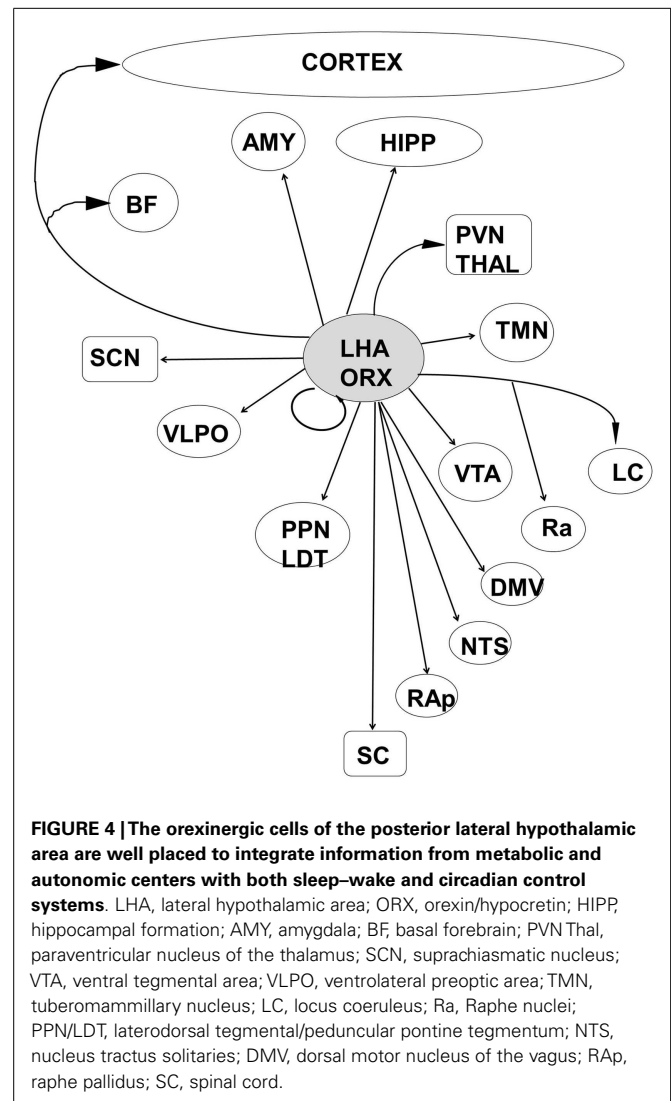 CORTEX
AMY
HIPP
BF
PVN
THAL
TMN
SCN
LHA
ORX
VLPO
VTA
LC
PPN
LDT
Ra
DMV
NTS
RAp
SC
FIGURE 4 | The orexinergic cells of the posterior lateral hypothalamic
area are well placed to integrate information from metabolic and
autonomic centers with both sleep–wake and circadian control
systems. LHA, lateral hypothalamic area; ORX, orexin/hypocretin; HIPP,
hippocampal formation; AMY, amygdala; BF, basal forebrain; PVN Thal,
paraventricular nucleus of the thalamus; SCN, suprachiasmatic nucleus;
VTA, ventral tegmental area; VLPO, ventrolateral preoptic area; TMN,
tuberomammillary nucleus; LC, locus coeruleus; Ra, Raphe nuclei;
PPN/LDT, laterodorsal tegmental/peduncular pontine tegmentum; NTS,
nucleus tractus solitaries; DMV, dorsal motor nucleus of the vagus; RAp,
raphe pallidus; SC, spinal cord.